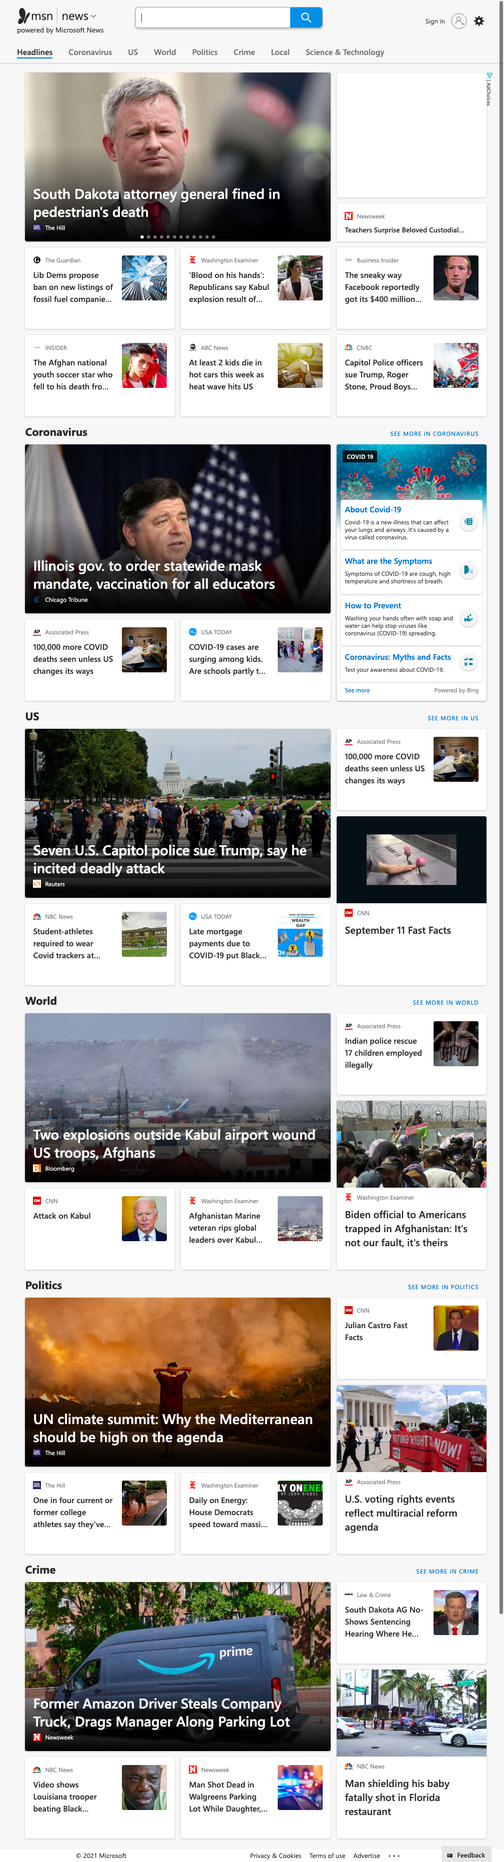 msn | news
powered by Microsoft News
Sign in
Headlines Coronavirus US World Politics Crime Local Science & Technology
South Dakota attorney general fined in
pedestrian's death
The Hill
AdChoices
Newsweek
Teachers Surprise Beloved Custodial...
The Guardian
Lib Dems propose
ban on new listings of
fossil fuel companie...
Washington Examiner
'Blood on his hands':
Republicans say Kabul
explosion result of...
Business Insider
The sneaky way
Facebook reportedly
got its $400 million...
INSIDER
The Afghan national
youth soccer star who
fell to his death fro...
ABC News
At least 2 kids die in
hot cars this week as
heat wave hits US
CNBC
Capitol Police officers
sue Trump, Roger
Stone, Proud Boys...
Coronavirus
SEE MORE IN CORONAVIRUS
Illinois gov. to order statewide mask
mandate, vaccination for all educators
Chicago Tribune
COVID 19
About Covid-19
Covid-19 is a new illness that can affect
your lungs and airways. It's caused by a
virus called coronavirus.
What are the Symptoms
Symptoms of COVID-19 are cough, high
temperature and shortness of breath.
How to Prevent
Washing your hands often with soap and
water can help stop viruses like
coronavirus (COVID-19) spreading.
Coronavirus: Myths and Facts
Test your awareness about COVID-19.
See more
Powered by Bing
AP Associated Press
100,000 more COVID
deaths seen unless US
changes its ways
USA TODAY
COVID-19 cases are
surging among kids.
Are schools partly t...
US
SEE MORE IN US
Seven U.S. Capitol police sue Trump, say he
incited deadly attack
Reuters
AP Associated Press
100,000 more COVID
deaths seen unless US
changes its ways
CNN
September 11 Fast Facts
NBC News
Student-athletes
required to wear
Covid trackers at...
USA TODAY
Late mortgage
payments due to
COVID-19 put Black...
WEALTH
GAP
World
SEE MORE IN WORLD
Two explosions outside Kabul airport wound
US troops, Afghans
Bloomberg
AP Associated Press
Indian police rescue
17 children employed
illegally
Washington Examiner
Biden official to Americans
trapped in Afghanistan: It's
not our fault, it's theirs
CNN
Attack on Kabul
Washington Examiner
Afghanistan Marine
veteran rips global
leaders over Kabul...
Politics
SEE MORE IN POLITICS
UN climate summit: Why the Mediterranean
should be high on the agenda
The Hill
CNN
Julian Castro Fast
Facts
VOTING RIGHTS NOW!
AP Associated Press
U.S. voting rights events
reflect multiracial reform
agenda
The Hill
One in four current or
former college
athletes say they've...
Washington Examiner
Daily on Energy:
House Democrats
speed toward massi...
LY ON ENE
Crime
SEE MORE IN CRIME
prime
Former Amazon Driver Steals Company
Truck, Drags Manager Along Parking Lot
Newsweek
Law & Crime
South Dakota AG No-
Shows Sentencing
Hearing Where He...
NBC News
Man shielding his baby
fatally shot in Florida
restaurant
NBC News
Video shows
Louisiana trooper
beating Black...
Newsweek
Man Shot Dead in
Walgreens Parking
Lot While Daughter,...
© 2021 Microsoft
Privacy & Cookies Terms of use Advertise ...
Feedback